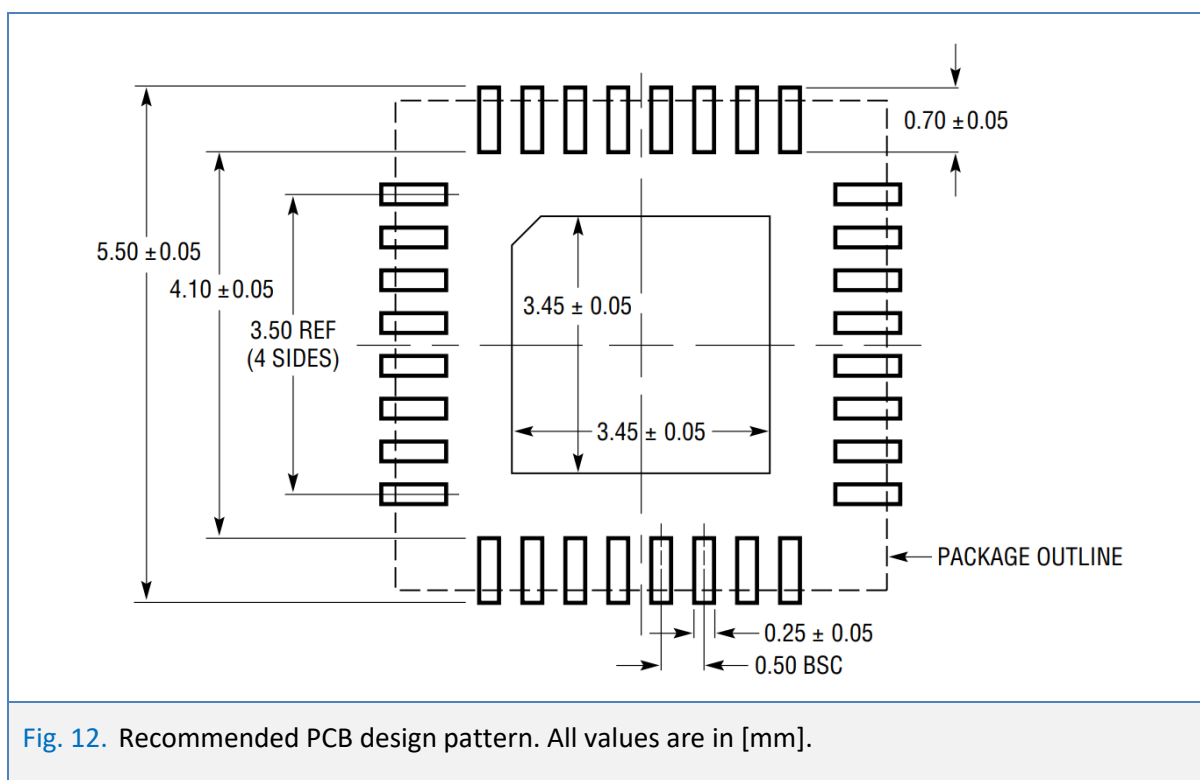 0.70 ±0.05
5.50 ±0.05
4.10 ±0.05
3.50 REF
(4 SIDES)
3.45 ± 0.05
3.45 ± 0.05
PACKAGE OUTLINE
0.25 ± 0.05
0.50 BSC
Fig. 12. Recommended PCB design pattern. All values are in [mm].